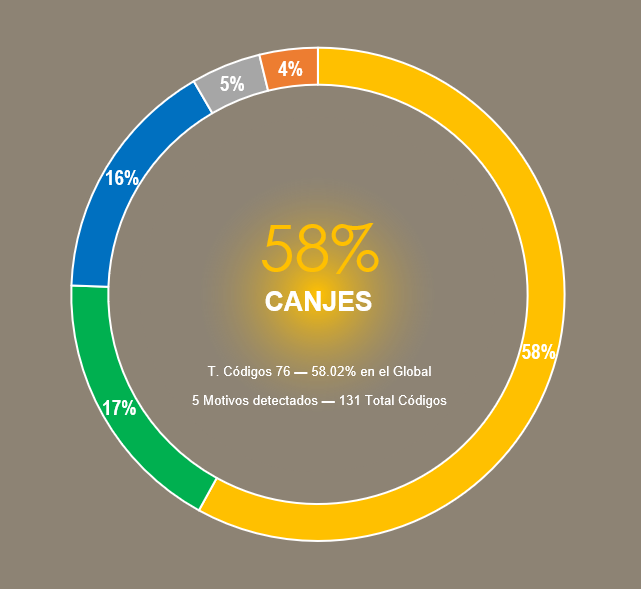 4%
5%
16%
58%
CANJES
58%
T. Códigos 76 — 58.02% en el Global
5 Motivos detectados — 131 Total Códigos
17%